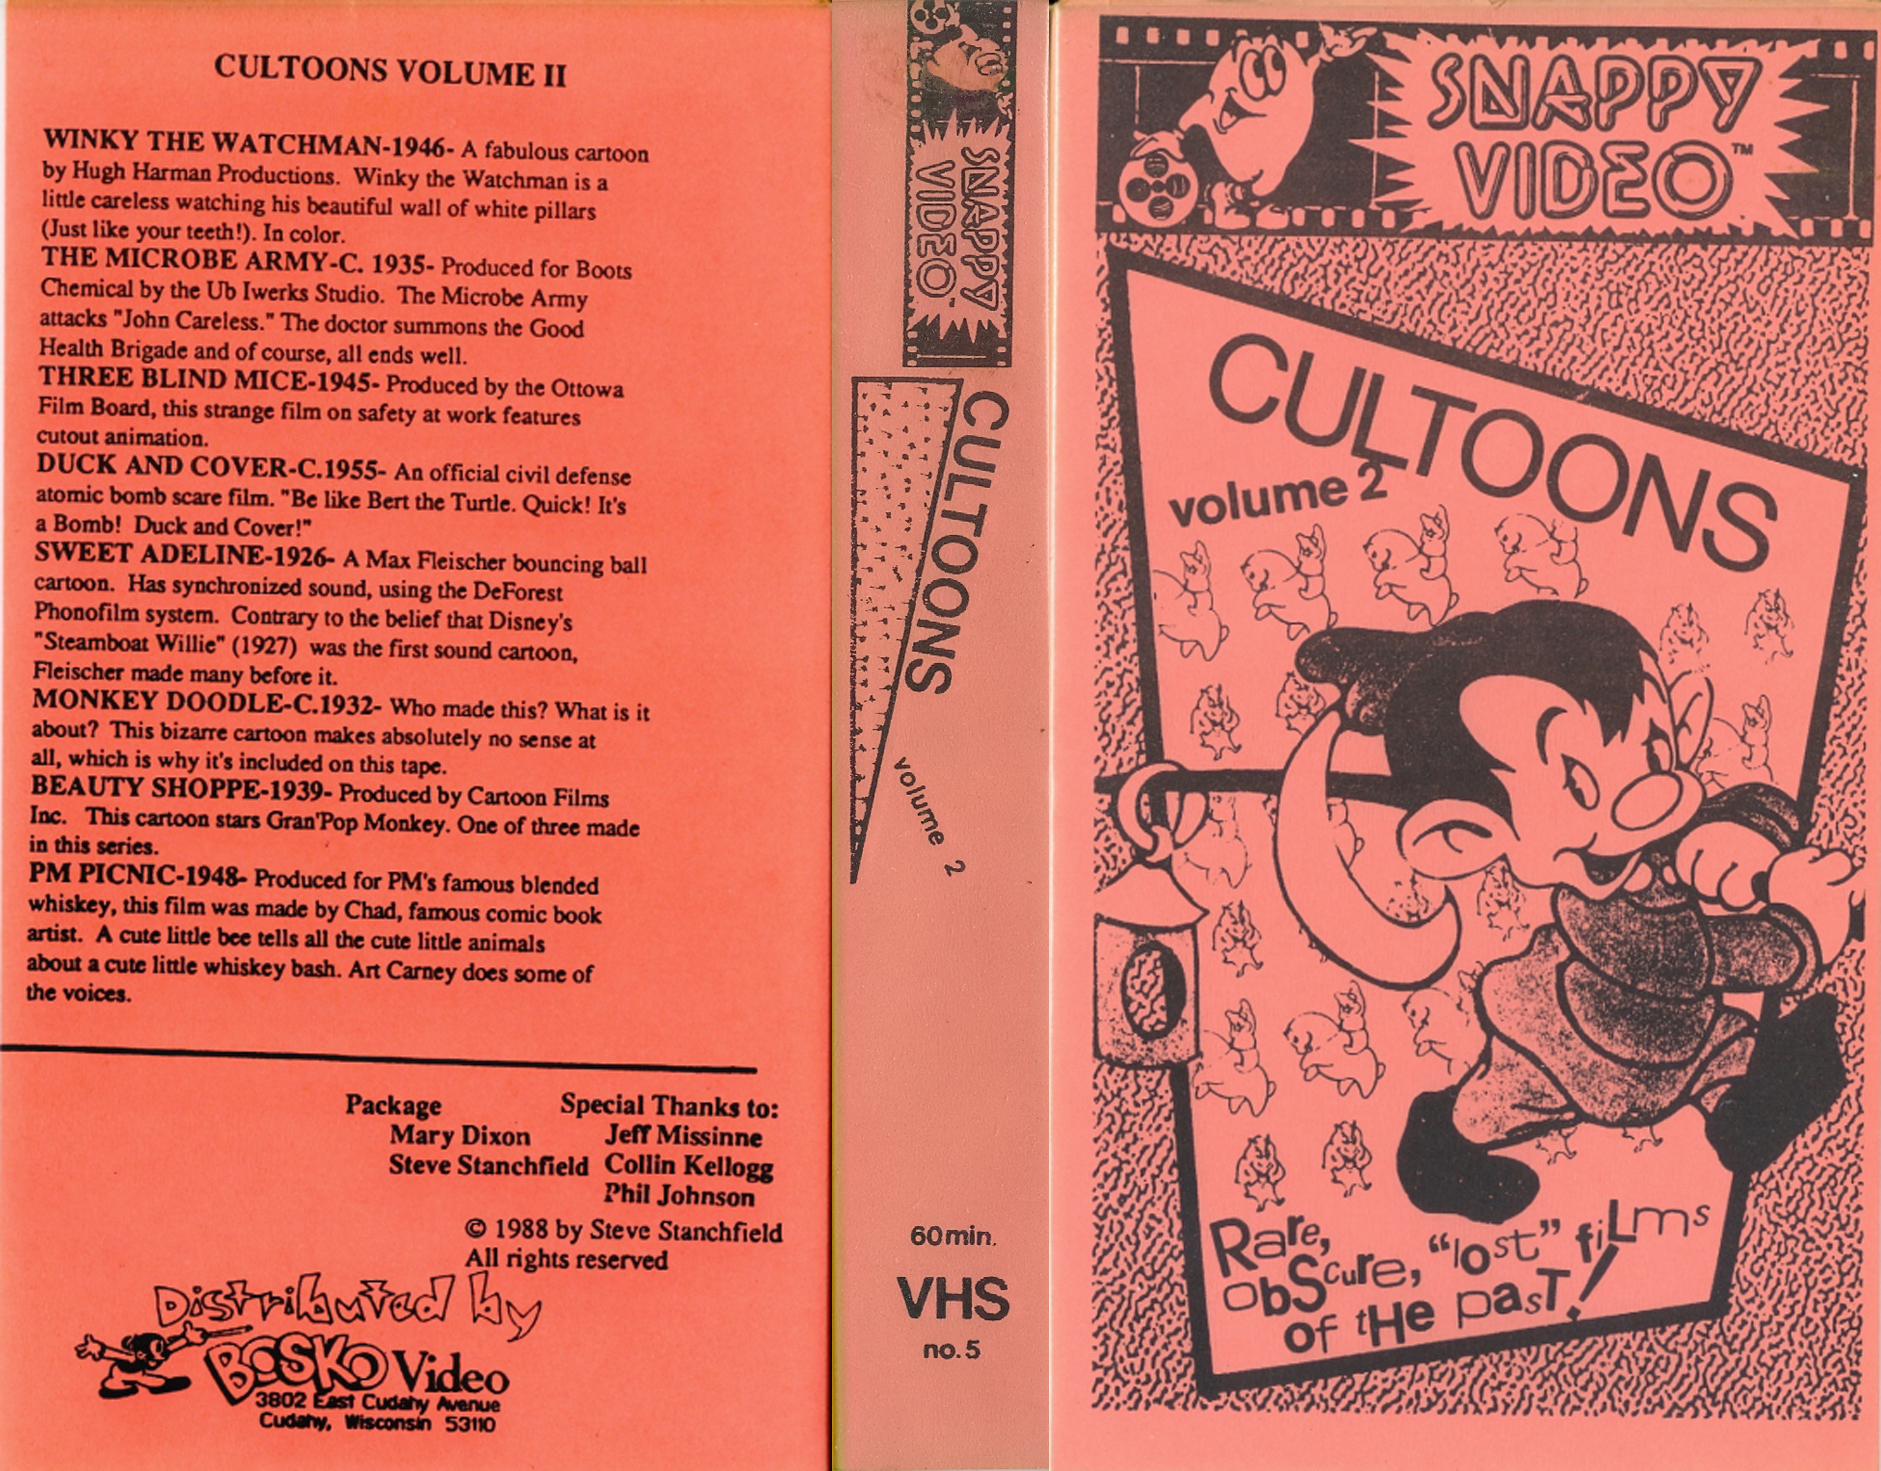 CULTOONS VOLUME II
WINKY THE WATCHMAN-1946- A fabulous cartoon
by Hugh Harman Productions. Winky the Watchman is a
little careless watching his beautiful wall of white pillars
(Just like your teeth!). In color.
THE MICROBE ARMY-C. 1935- Produced for Boots
Chemical by the Ub Iwerks Studio. The Microbe Army
attacks "John Careless." The doctor summons the Good
Health Brigade and of course, all ends well.
THREE BLIND MICE-1945- Produced by the Ottowa
Film Board, this strange film on safety at work features
cutout animation.
DUCK AND COVER-C.1955- An official civil defense
atomic bomb scare film. "Be like Bert the Turtle. Quick! It's
a Bomb! Duck and Cover!"
SWEET ADELINE-1926- A Max Fleischer bouncing ball
cartoon. Has synchronized sound, using the DeForest
Phonofilm system. Contrary to the belief that Disney's
"Steamboat Willie" (1927) was the first sound cartoon,
Fleischer made many before it.
MONKEY DOODLE-C.1932- Who made this? What is it
about? This bizarre cartoon makes absolutely no sense at
all, which is why it's included on this tape.
BEAUTY SHOPPE-1939- Produced by Cartoon Films
Inc. This cartoon stars Gran'Pop Monkey. One of three made
in this series.
PM PICNIC-1948- Produced for PM's famous blended
whiskey, this film was made by Chad, famous comic book
artist. A cute little bee tells all the cute little animals
about a cute little whiskey bash. Art Carney does some of
the voices.
Package
Mary Dixon
Steve Stanchfield
Special Thanks to:
Jeff Missinne
Collin Kellogg
Phil Johnson
© 1988 by Steve Stanchfield
All rights reserved
Distributed by
BOSKO Video
3802 East Cudahy Avenue
Cudahy, Wisconsin 53110
SNAPPY
VIDEO™
CULTOONS
volume 2
60 min.
VHS
no. 5
SNAPPY
VIDEO™
CULTOONS
volume 2
Rare,
obScure, "lost" fiLms
of tHe pasT!